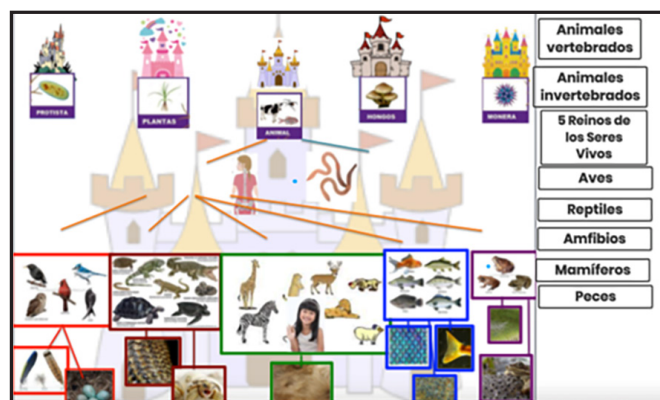 PROTISTA
PLANTAS
ANIMAL
HONGOS
MONERA
Animales
vertebrados
Animales
invertebrados
5 Reinos de
los Seres
Vivos
Aves
Reptiles
Amfibios
Mamíferos
Peces